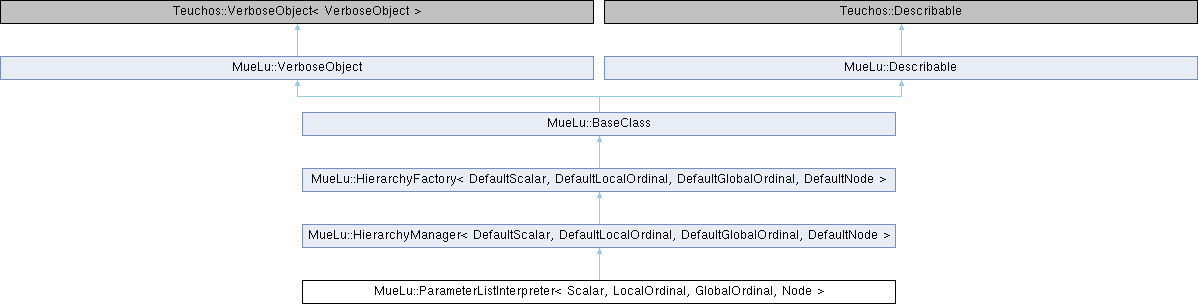 Teuchos::VerboseObject< VerboseObject >
Teuchos::Describable
MueLu::VerboseObject
MueLu::Describable
MueLu::BaseClass
MueLu::HierarchyFactory< DefaultScalar, DefaultLocalOrdinal, DefaultGlobalOrdinal, DefaultNode >
MueLu::HierarchyManager< DefaultScalar, DefaultLocalOrdinal, DefaultGlobalOrdinal, DefaultNode >
MueLu::ParameterListInterpreter< Scalar, LocalOrdinal, GlobalOrdinal, Node >